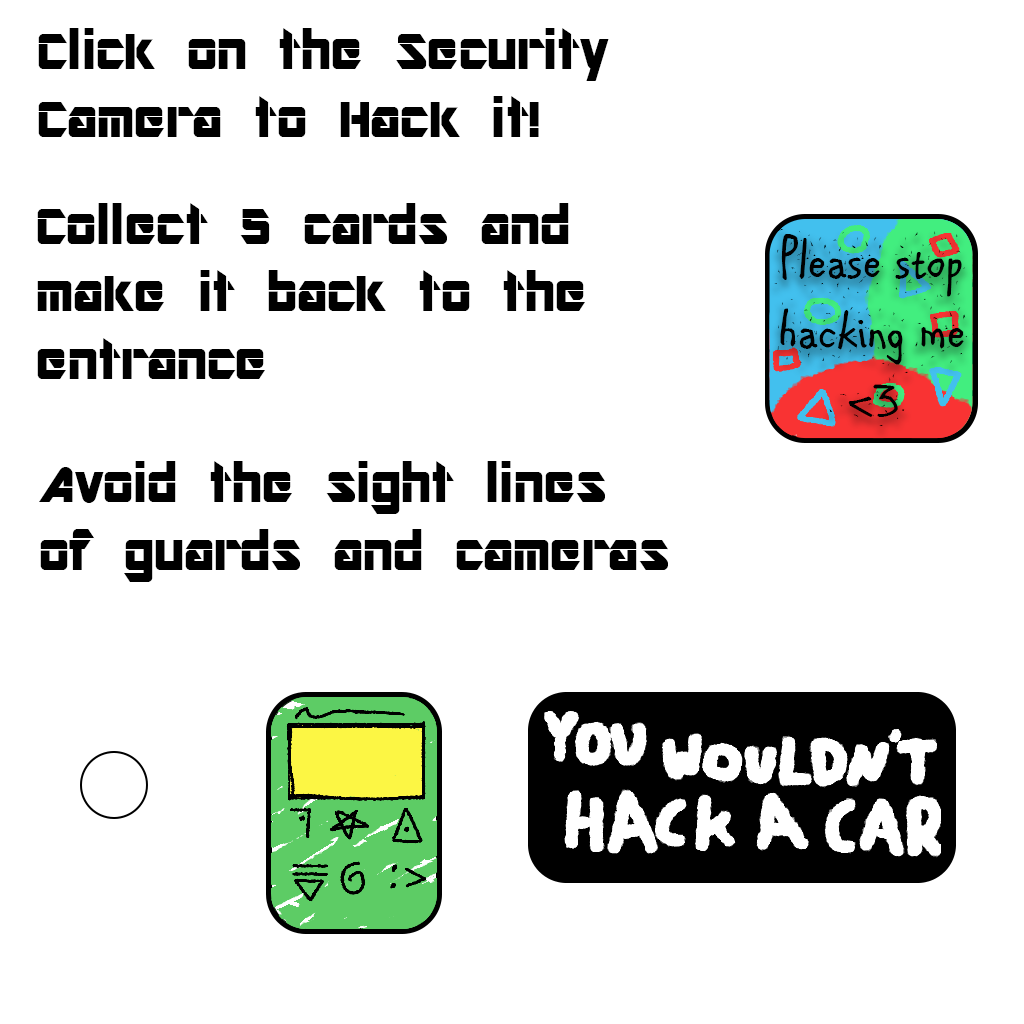 Click on the Security
Camera to Hack it!
Collect 5 cards and
make it back to the
entrance
Please stop
hacking me
<3
Avoid the sight lines
of guards and cameras
YOU WOULDN'T
HACK A CAR